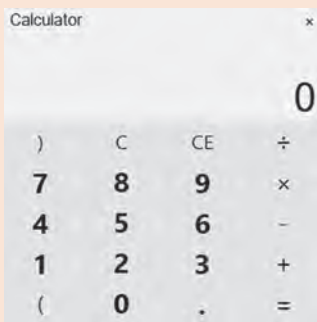 Calculator ×
0
) C CE ÷
7 8 9 ×
4 5 6 −
1 2 3 +
( 0 . =